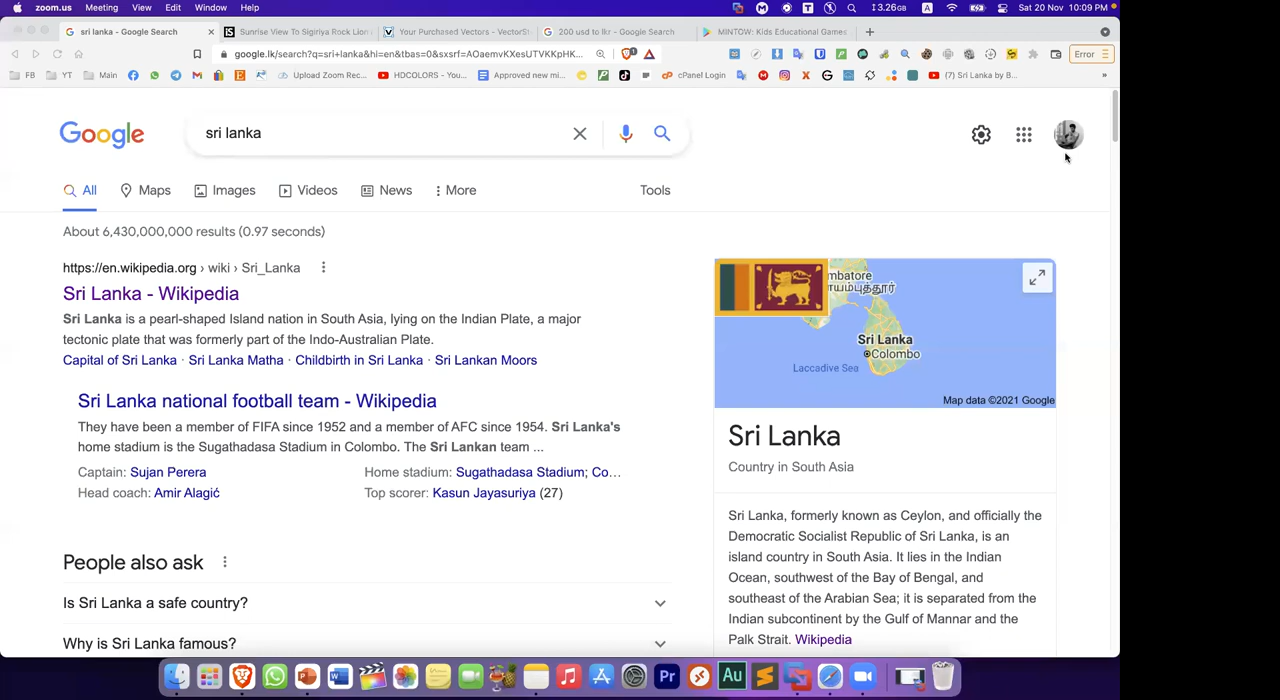 zoom.us Meeting View Edit Window Help
3.26GB
Sat 20 Nov 10:09 PM
sri lanka - Google Search
Sunrise View To Sigiriya Rock Lion
Your Purchased Vectors - VectorSt
200 usd to lkr - Google Search
MINTOW: Kids Educational Games
google.lk/search?q=sri+lanka&hl=en&tbas=0&sxsrf=AOaemvKXesUTVKKpHK...
Error
FB YT Main Upload Zoom Rec... HDCOLORS - You... Approved new mi... cPanel Login (7) Sri Lanka by B...
Google
sri lanka
All Maps Images Videos News More Tools
About 6,430,000,000 results (0.97 seconds)
https://en.wikipedia.org › wiki › Sri_Lanka
Sri Lanka - Wikipedia
Sri Lanka is a pearl-shaped Island nation in South Asia, lying on the Indian Plate, a major
tectonic plate that was formerly part of the Indo-Australian Plate.
Capital of Sri Lanka · Sri Lanka Matha · Childbirth in Sri Lanka · Sri Lankan Moors
Sri Lanka national football team - Wikipedia
They have been a member of FIFA since 1952 and a member of AFC since 1954. Sri Lanka's
home stadium is the Sugathadasa Stadium in Colombo. The Sri Lankan team ...
Captain: Sujan Perera
Home stadium: Sugathadasa Stadium; Co...
Head coach: Amir Alagić
Top scorer: Kasun Jayasuriya (27)
People also ask
Is Sri Lanka a safe country?
Why is Sri Lanka famous?
mbatore
Sri Lanka
Colombo
Laccadive Sea
Map data ©2021 Google
Sri Lanka
Country in South Asia
Sri Lanka, formerly known as Ceylon, and officially the
Democratic Socialist Republic of Sri Lanka, is an
island country in South Asia. It lies in the Indian
Ocean, southwest of the Bay of Bengal, and
southeast of the Arabian Sea; it is separated from the
Indian subcontinent by the Gulf of Mannar and the
Palk Strait. Wikipedia
Pr
Au